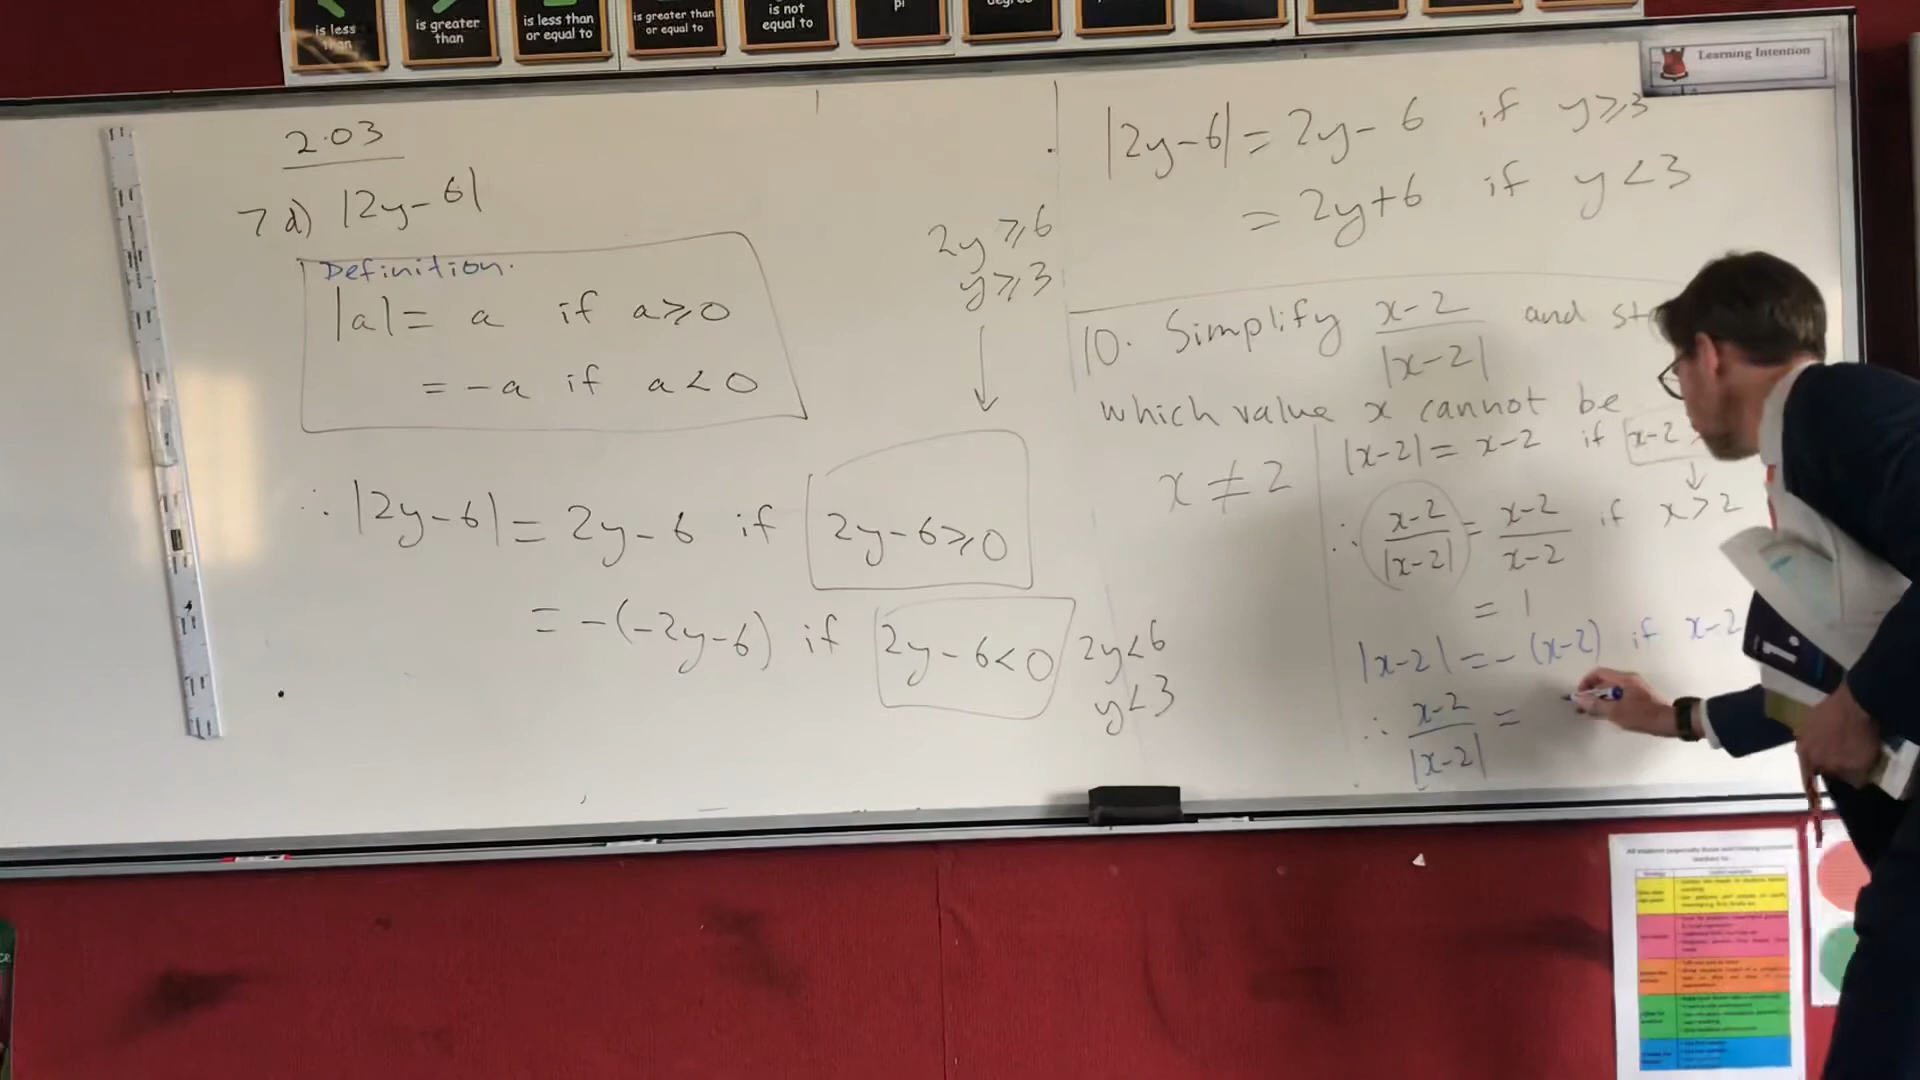 is less than
is greater than
is less than or equal to
is greater than or equal to
is not equal to
pi
Learning Intention
2.03
7 d) |2y-6|
Definition.
|a| = a if a⩾0
= -a if a<0
∴ |2y-6| = 2y-6 if 2y-6⩾0
= -(-2y-6) if 2y-6<0
2y<6
y<3
2y⩾6
y⩾3
|2y-6| = 2y-6 if y⩾3
= 2y+6 if y<3
10. Simplify x-2/|x-2| and st
which value x cannot be
x ≠ 2
|x-2| = x-2 if x-2
∴ x-2/|x-2| = x-2/x-2 if x>2
= 1
|x-2| = -(x-2) if x-2
∴ x-2/|x-2| =
1.